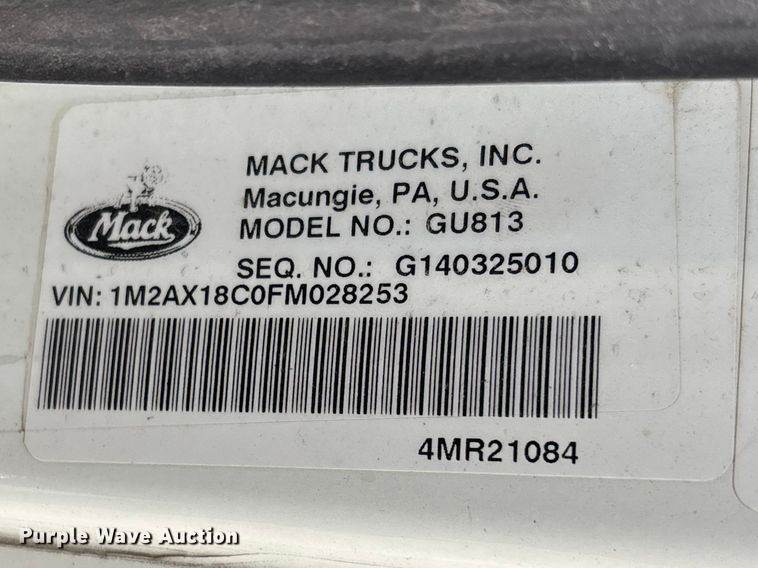 MACK TRUCKS, INC.
Macungie, PA, U.S.A.
Mack
MODEL NO.: GU813
SEQ. NO.: G140325010
VIN: 1M2AX18C0FM028253
4MR21084
Purple Wave Auction